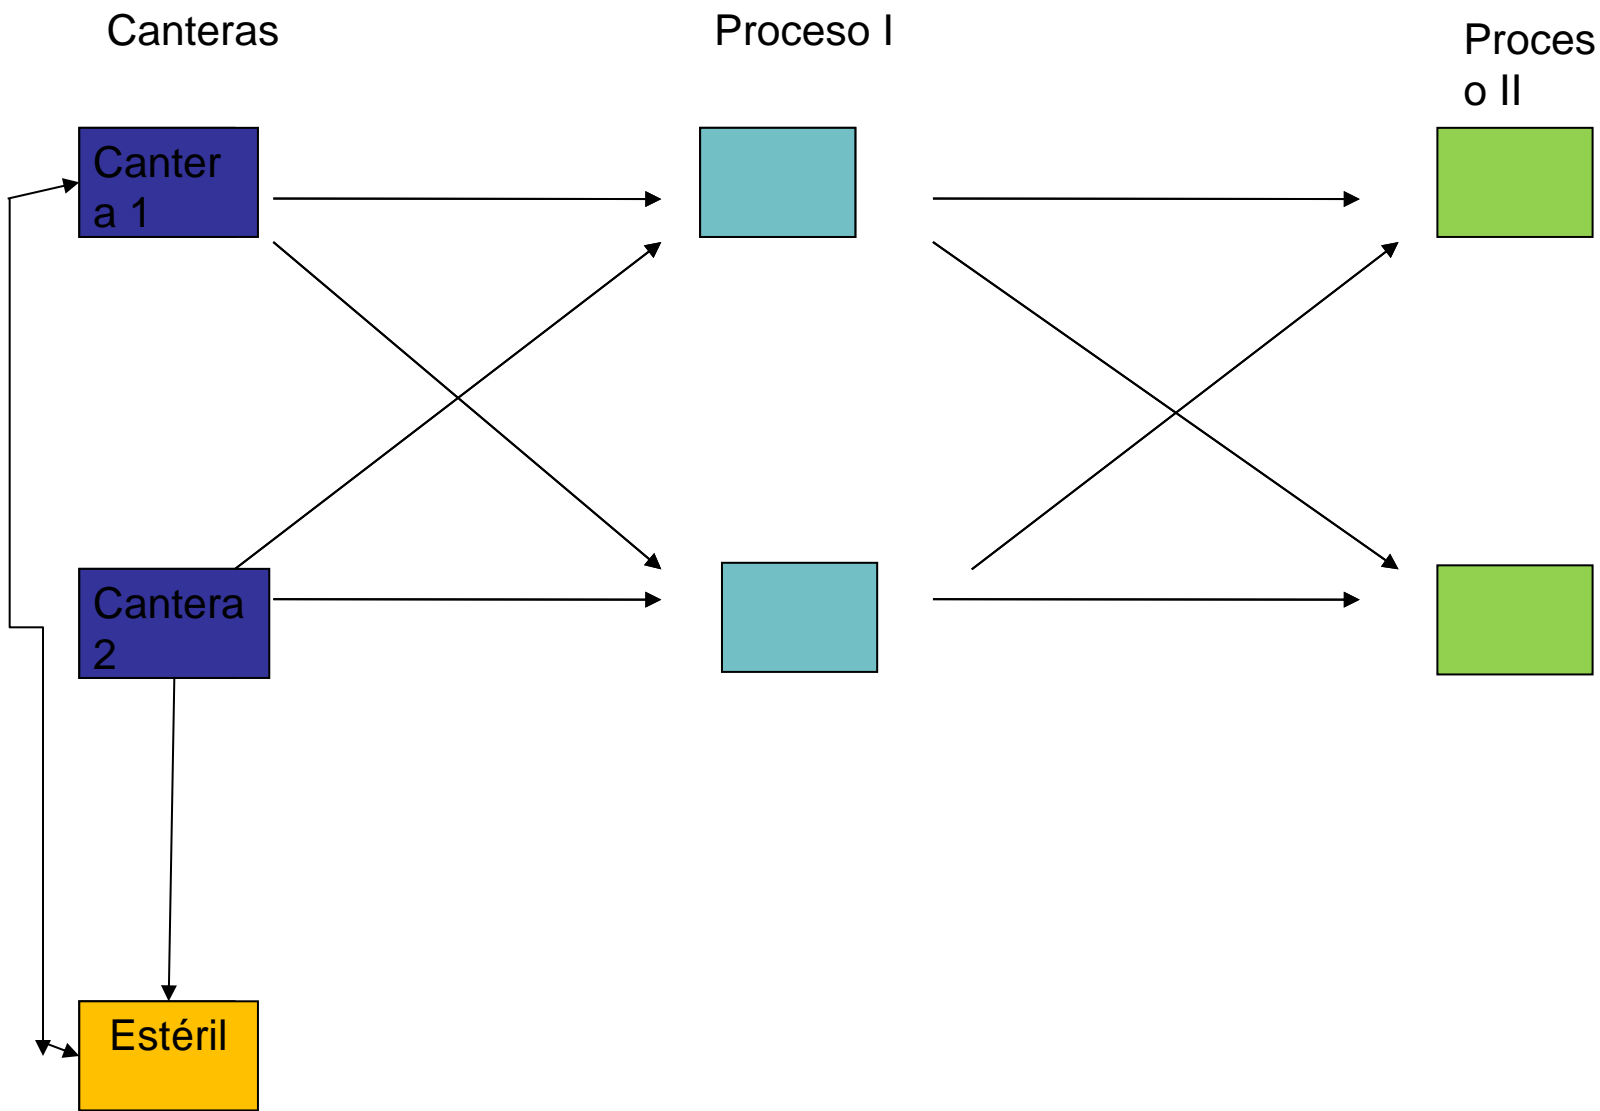 Canteras
Proceso I
Proces
o II
Canter
a 1
Cantera
2
Estéril